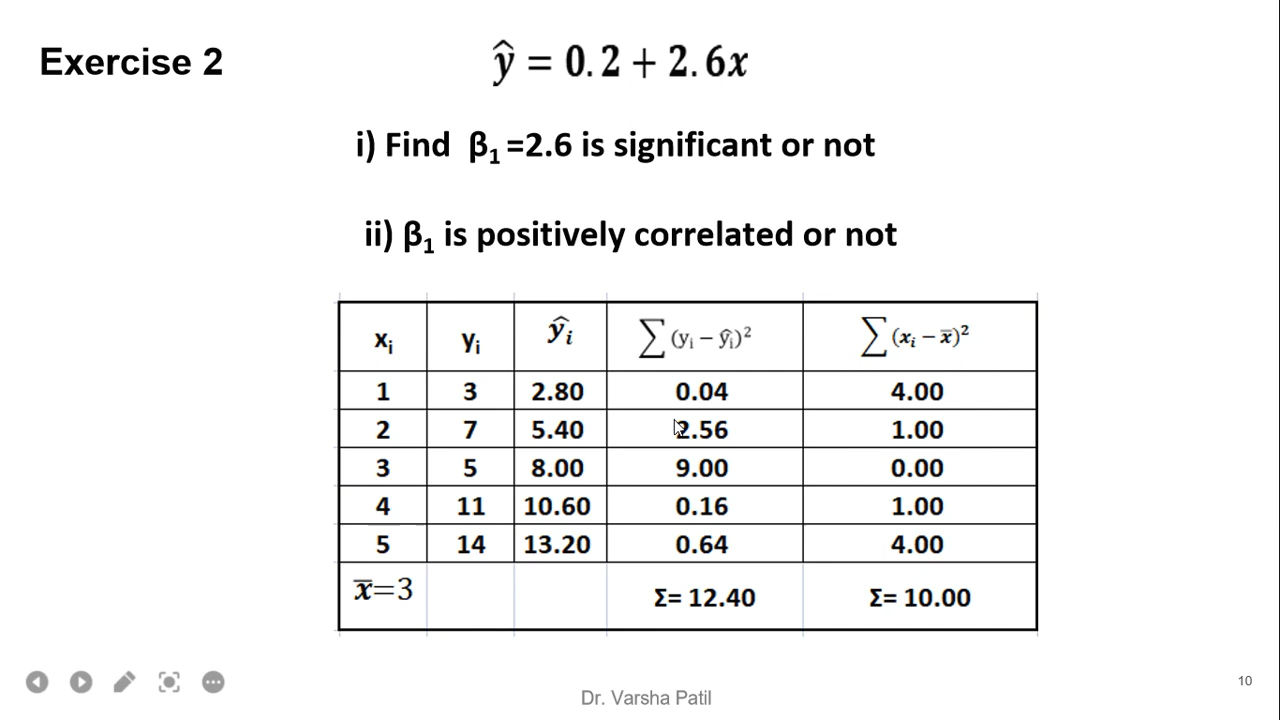 Exercise 2
ŷ = 0.2 + 2.6x
i) Find β₁ =2.6 is significant or not
ii) β₁ is positively correlated or not
xᵢ yᵢ ŷᵢ ∑(yᵢ – ŷᵢ)² ∑(xᵢ – x̅)²
1 3 2.80 0.04 4.00
2 7 5.40 2.56 1.00
3 5 8.00 9.00 0.00
4 11 10.60 0.16 1.00
5 14 13.20 0.64 4.00
x̅=3 Σ= 12.40 Σ= 10.00
10
Dr. Varsha Patil